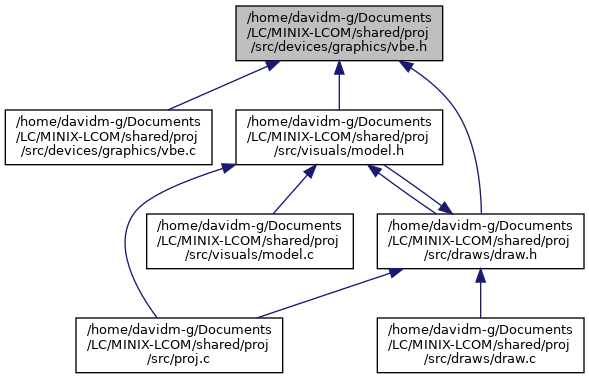 /home/davidm-g/Documents
/LC/MINIX-LCOM/shared/proj
/src/devices/graphics/vbe.h
/home/davidm-g/Documents
/LC/MINIX-LCOM/shared/proj
/src/devices/graphics/vbe.c
/home/davidm-g/Documents
/LC/MINIX-LCOM/shared/proj
/src/visuals/model.h
/home/davidm-g/Documents
/LC/MINIX-LCOM/shared/proj
/src/visuals/model.c
/home/davidm-g/Documents
/LC/MINIX-LCOM/shared/proj
/src/draws/draw.h
/home/davidm-g/Documents
/LC/MINIX-LCOM/shared/proj
/src/proj.c
/home/davidm-g/Documents
/LC/MINIX-LCOM/shared/proj
/src/draws/draw.c